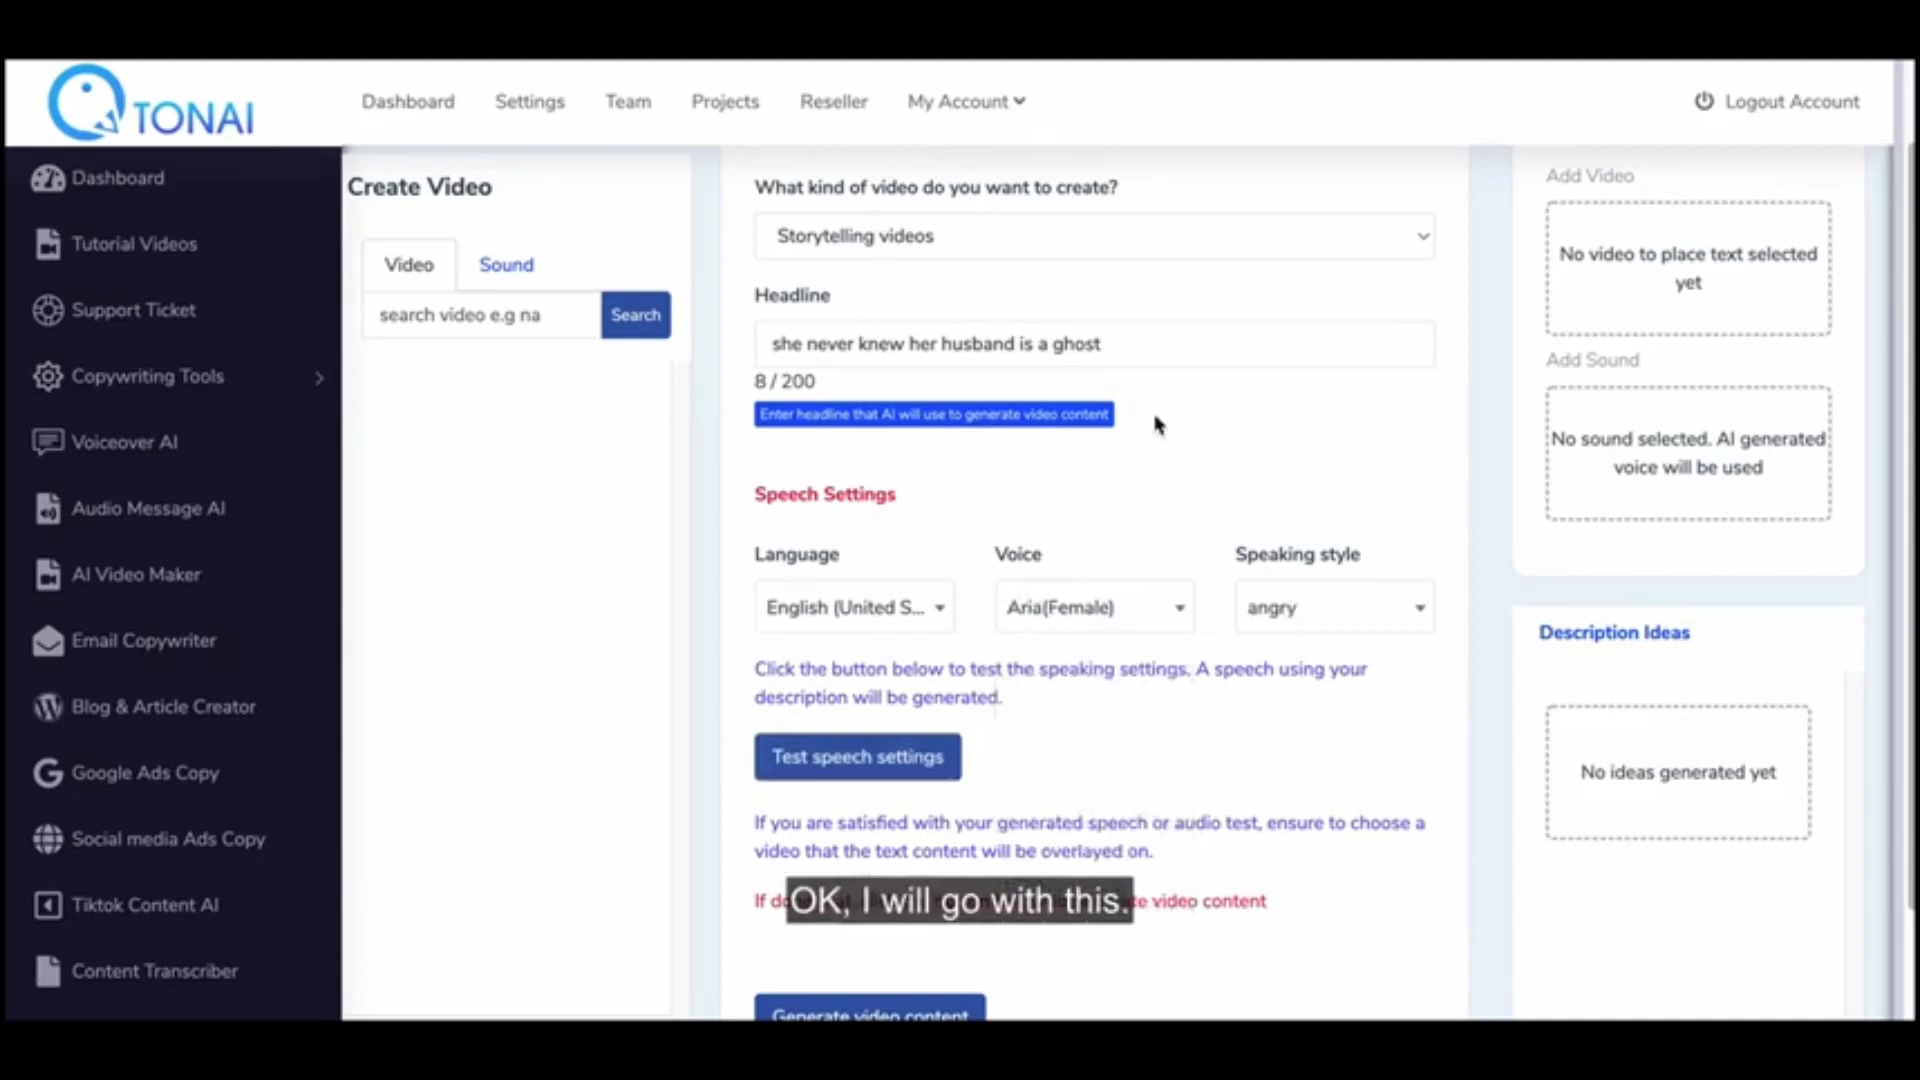 TONAI
Dashboard
Settings
Team
Projects
Reseller
My Account
Logout Account
Dashboard
Tutorial Videos
Support Ticket
Copywriting Tools
Voiceover AI
Audio Message AI
AI Video Maker
Email Copywriter
Blog & Article Creator
Google Ads Copy
Social media Ads Copy
Tiktok Content AI
Content Transcriber
Create Video
Video
Sound
search video e.g na
Search
What kind of video do you want to create?
Storytelling videos
Headline
she never knew her husband is a ghost
8 / 200
Enter headline that AI will use to generate video content
Speech Settings
Language
Voice
Speaking style
English (United S...
Aria(Female)
angry
Click the button below to test the speaking settings. A speech using your
description will be generated.
Test speech settings
If you are satisfied with your generated speech or audio test, ensure to choose a
video that the text content will be overlayed on.
If
video content
OK, I will go with this.
Generate video content
Add Video
No video to place text selected
yet
Add Sound
No sound selected. AI generated
voice will be used
Description Ideas
No ideas generated yet